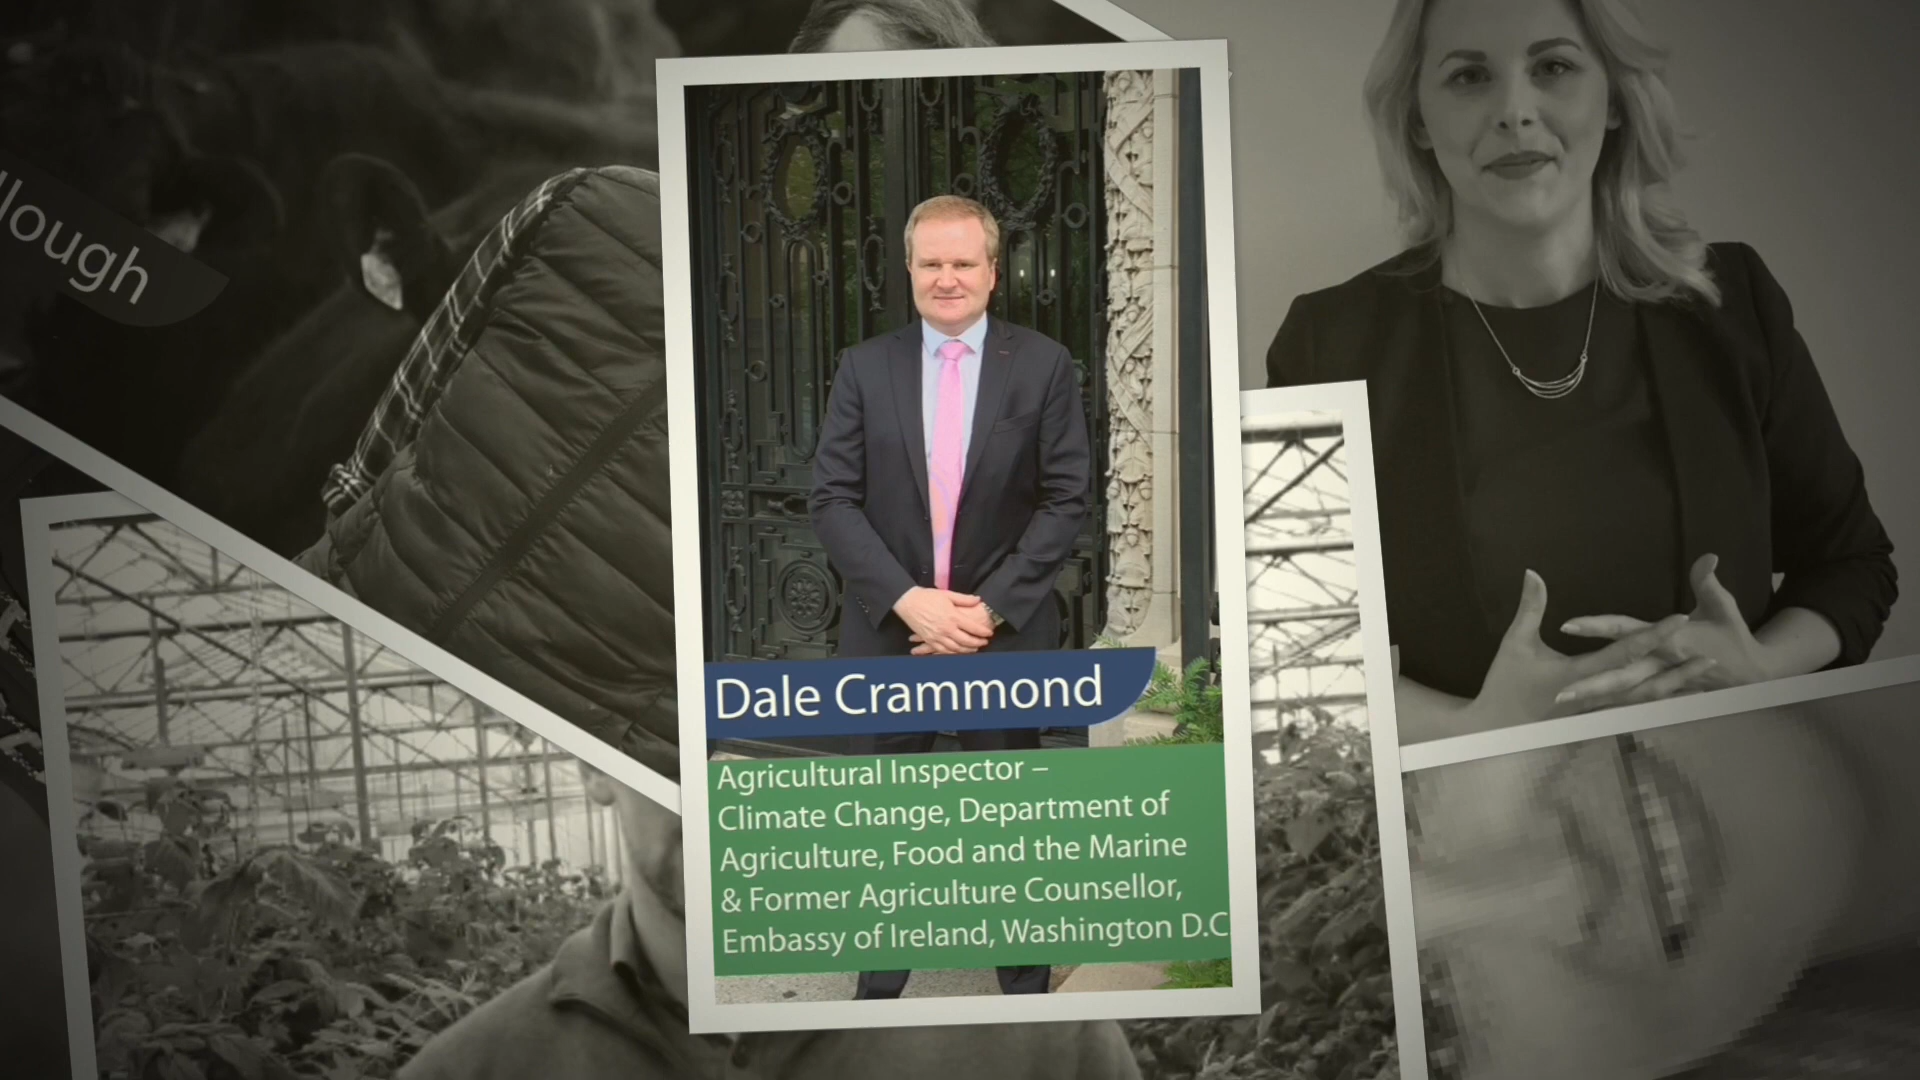 lough
Dale Crammond
Agricultural Inspector –
Climate Change, Department of
Agriculture, Food and the Marine
& Former Agriculture Counsellor,
Embassy of Ireland, Washington D.C